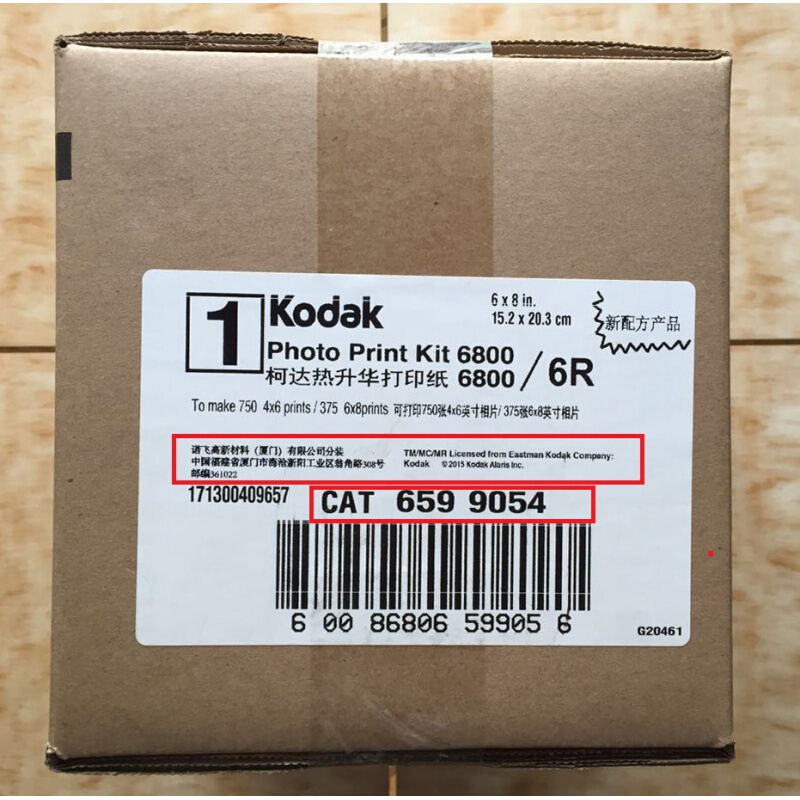 1
Kodak
6 x 8 in.
15.2 x 20.3 cm
新配方产品
Photo Print Kit 6800
柯达热升华打印纸 6800 / 6R
To make 750 4x6 prints / 375 6x8prints 可打印750张4x6英寸相片/ 375张6x8英寸相片
诺飞高新材料（厦门）有限公司分装
中国福建省厦门市海沧新阳工业区翁角路308号
邮编361022
TM/MC/MR Licensed from Eastman Kodak Company:
Kodak ©2015 Kodak Alaris Inc.
171300409657
CAT 659 9054
6 00 86806 59905 6
G20461